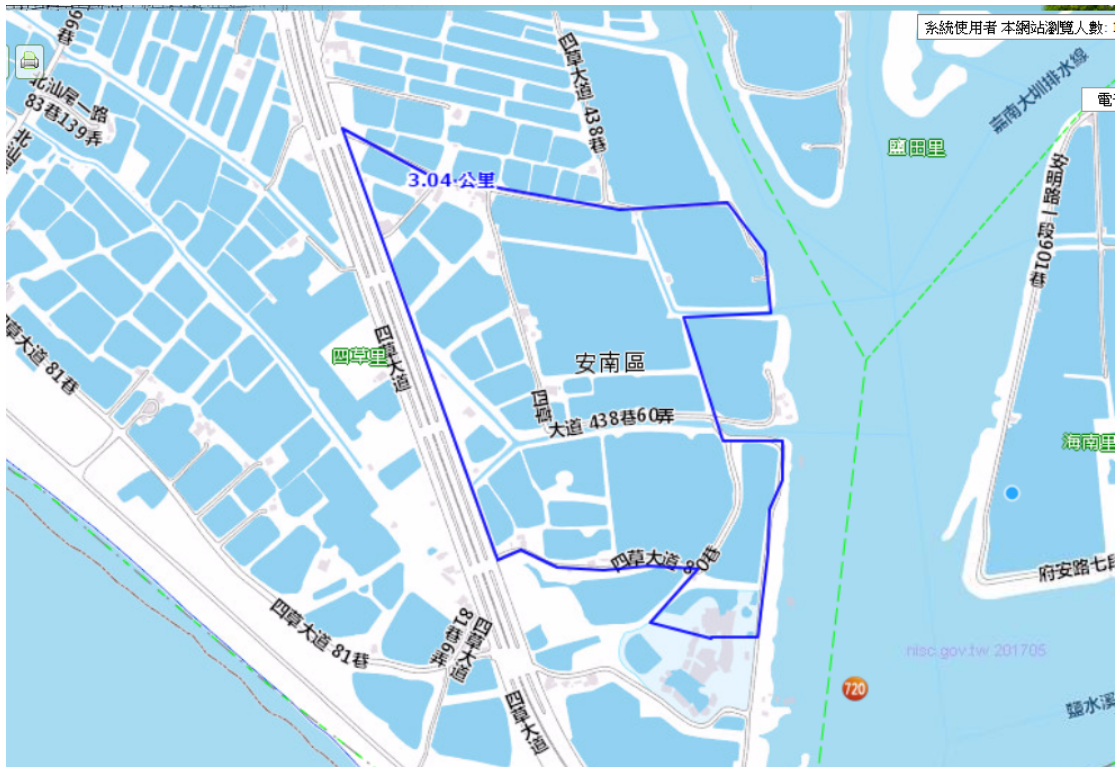 系統使用者 本網站瀏覽人數:
96巷
四草大道 438巷
嘉南大圳排水線
電
北汕尾一路
83巷139弄
鹽田里
北汕
安明路一段901巷
3.04 公里
四草里
四草大道
安南區
草大道 81巷
四草
大道 438巷60弄
海南里
四草大道 80巷
府安路七段
四草大道 81巷
四草大道
81巷6弄
nlsc.gov.tw 201705
720
四草大道
鹽水溪